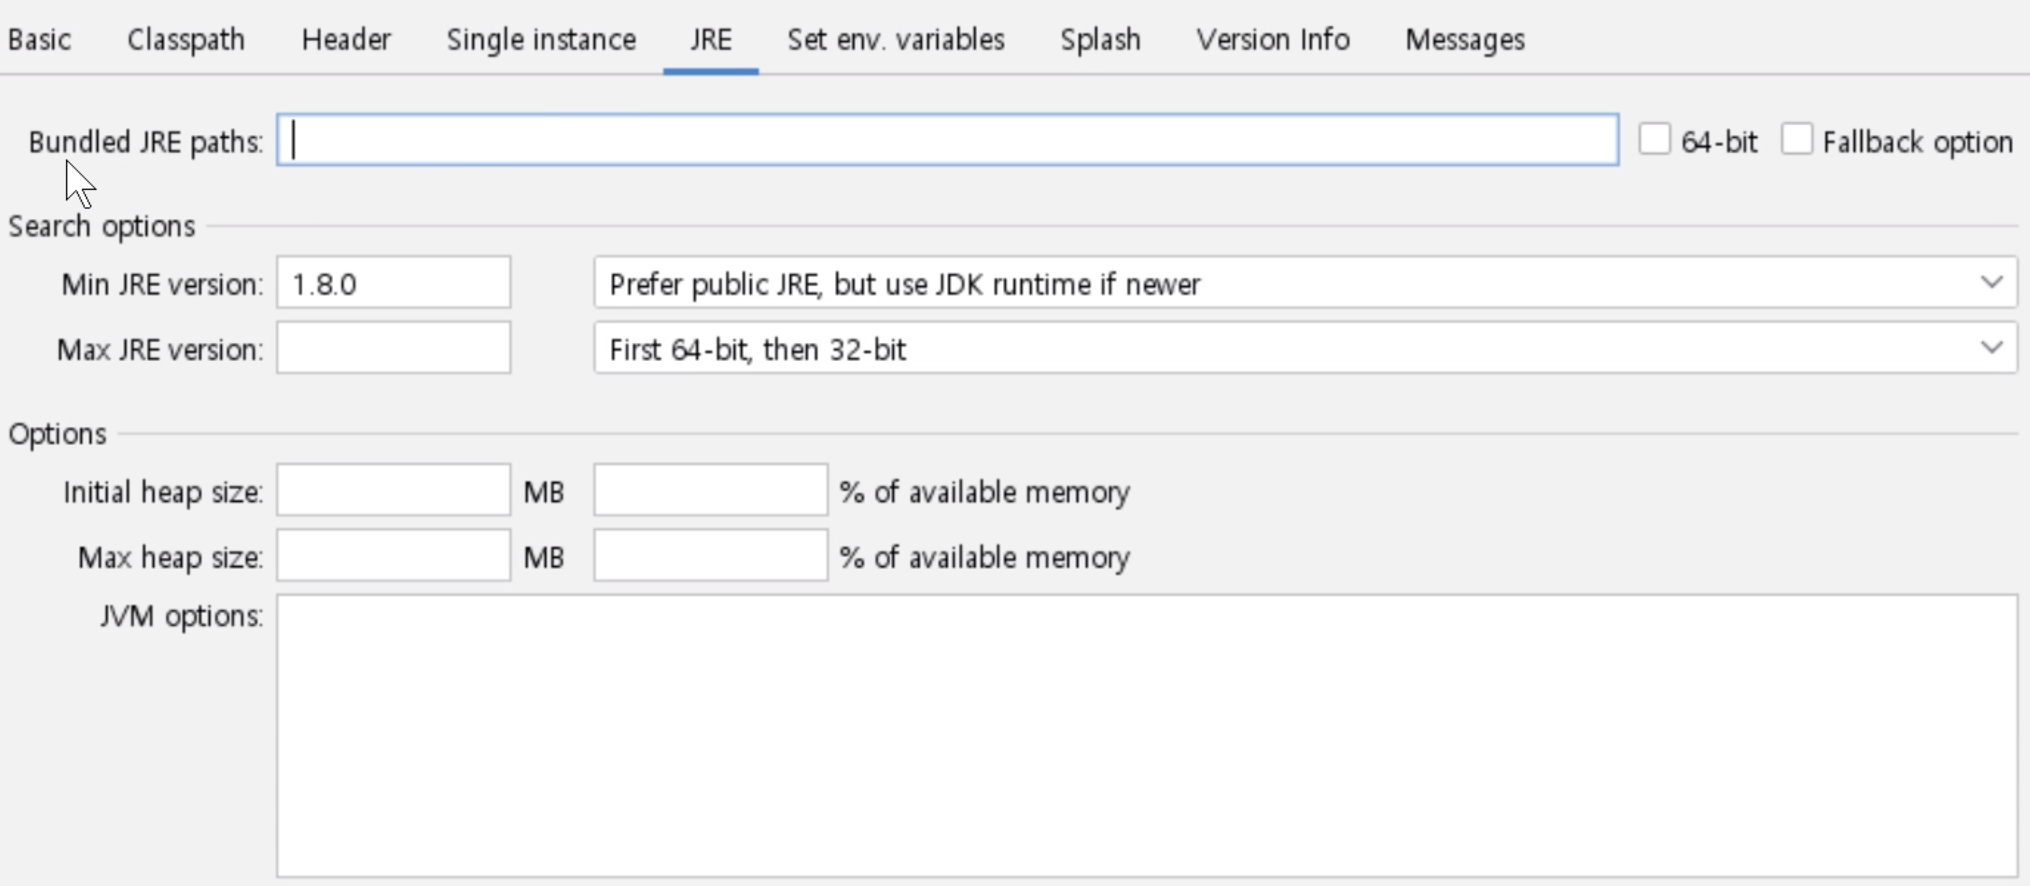 Basic Classpath Header Single instance JRE Set env. variables Splash Version Info Messages
Bundled JRE paths: 64-bit Fallback option
Search options
Min JRE version: 1.8.0 Prefer public JRE, but use JDK runtime if newer
Max JRE version: First 64-bit, then 32-bit
Options
Initial heap size: MB % of available memory
Max heap size: MB % of available memory
JVM options: